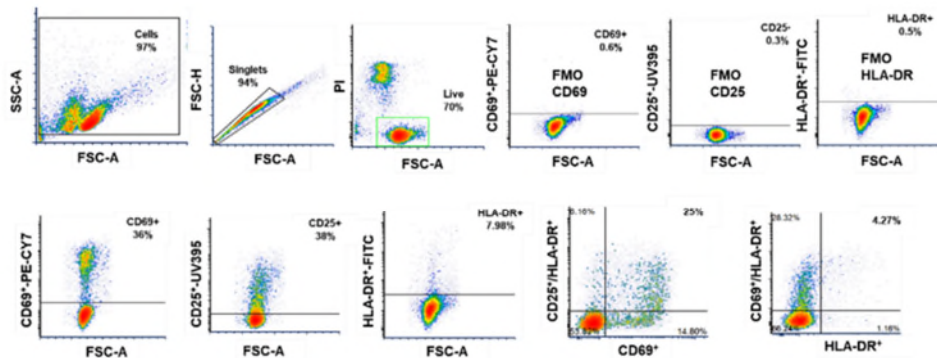 SSC-A
Cells
97%
FSC-A
FSC-H
Singlets
94%
FSC-A
PI
Live
70%
FSC-A
CD69⁺-PE-CY7
CD69+
0.6%
FMO
CD69
FSC-A
CD25⁺-UV395
CD25-
0.3%
FMO
CD25
FSC-A
HLA-DR⁺-FITC
HLA-DR+
0.5%
FMO
HLA-DR
FSC-A
CD69⁺-PE-CY7
CD69+
36%
FSC-A
CD25⁺-UV395
CD25+
38%
FSC-A
HLA-DR⁺-FITC
HLA-DR+
7.98%
FSC-A
CD25⁺/HLA-DR⁺
25%
14.80%
CD69⁺
CD69⁺/HLA-DR⁺
28.32%
4.27%
1.16%
HLA-DR⁺